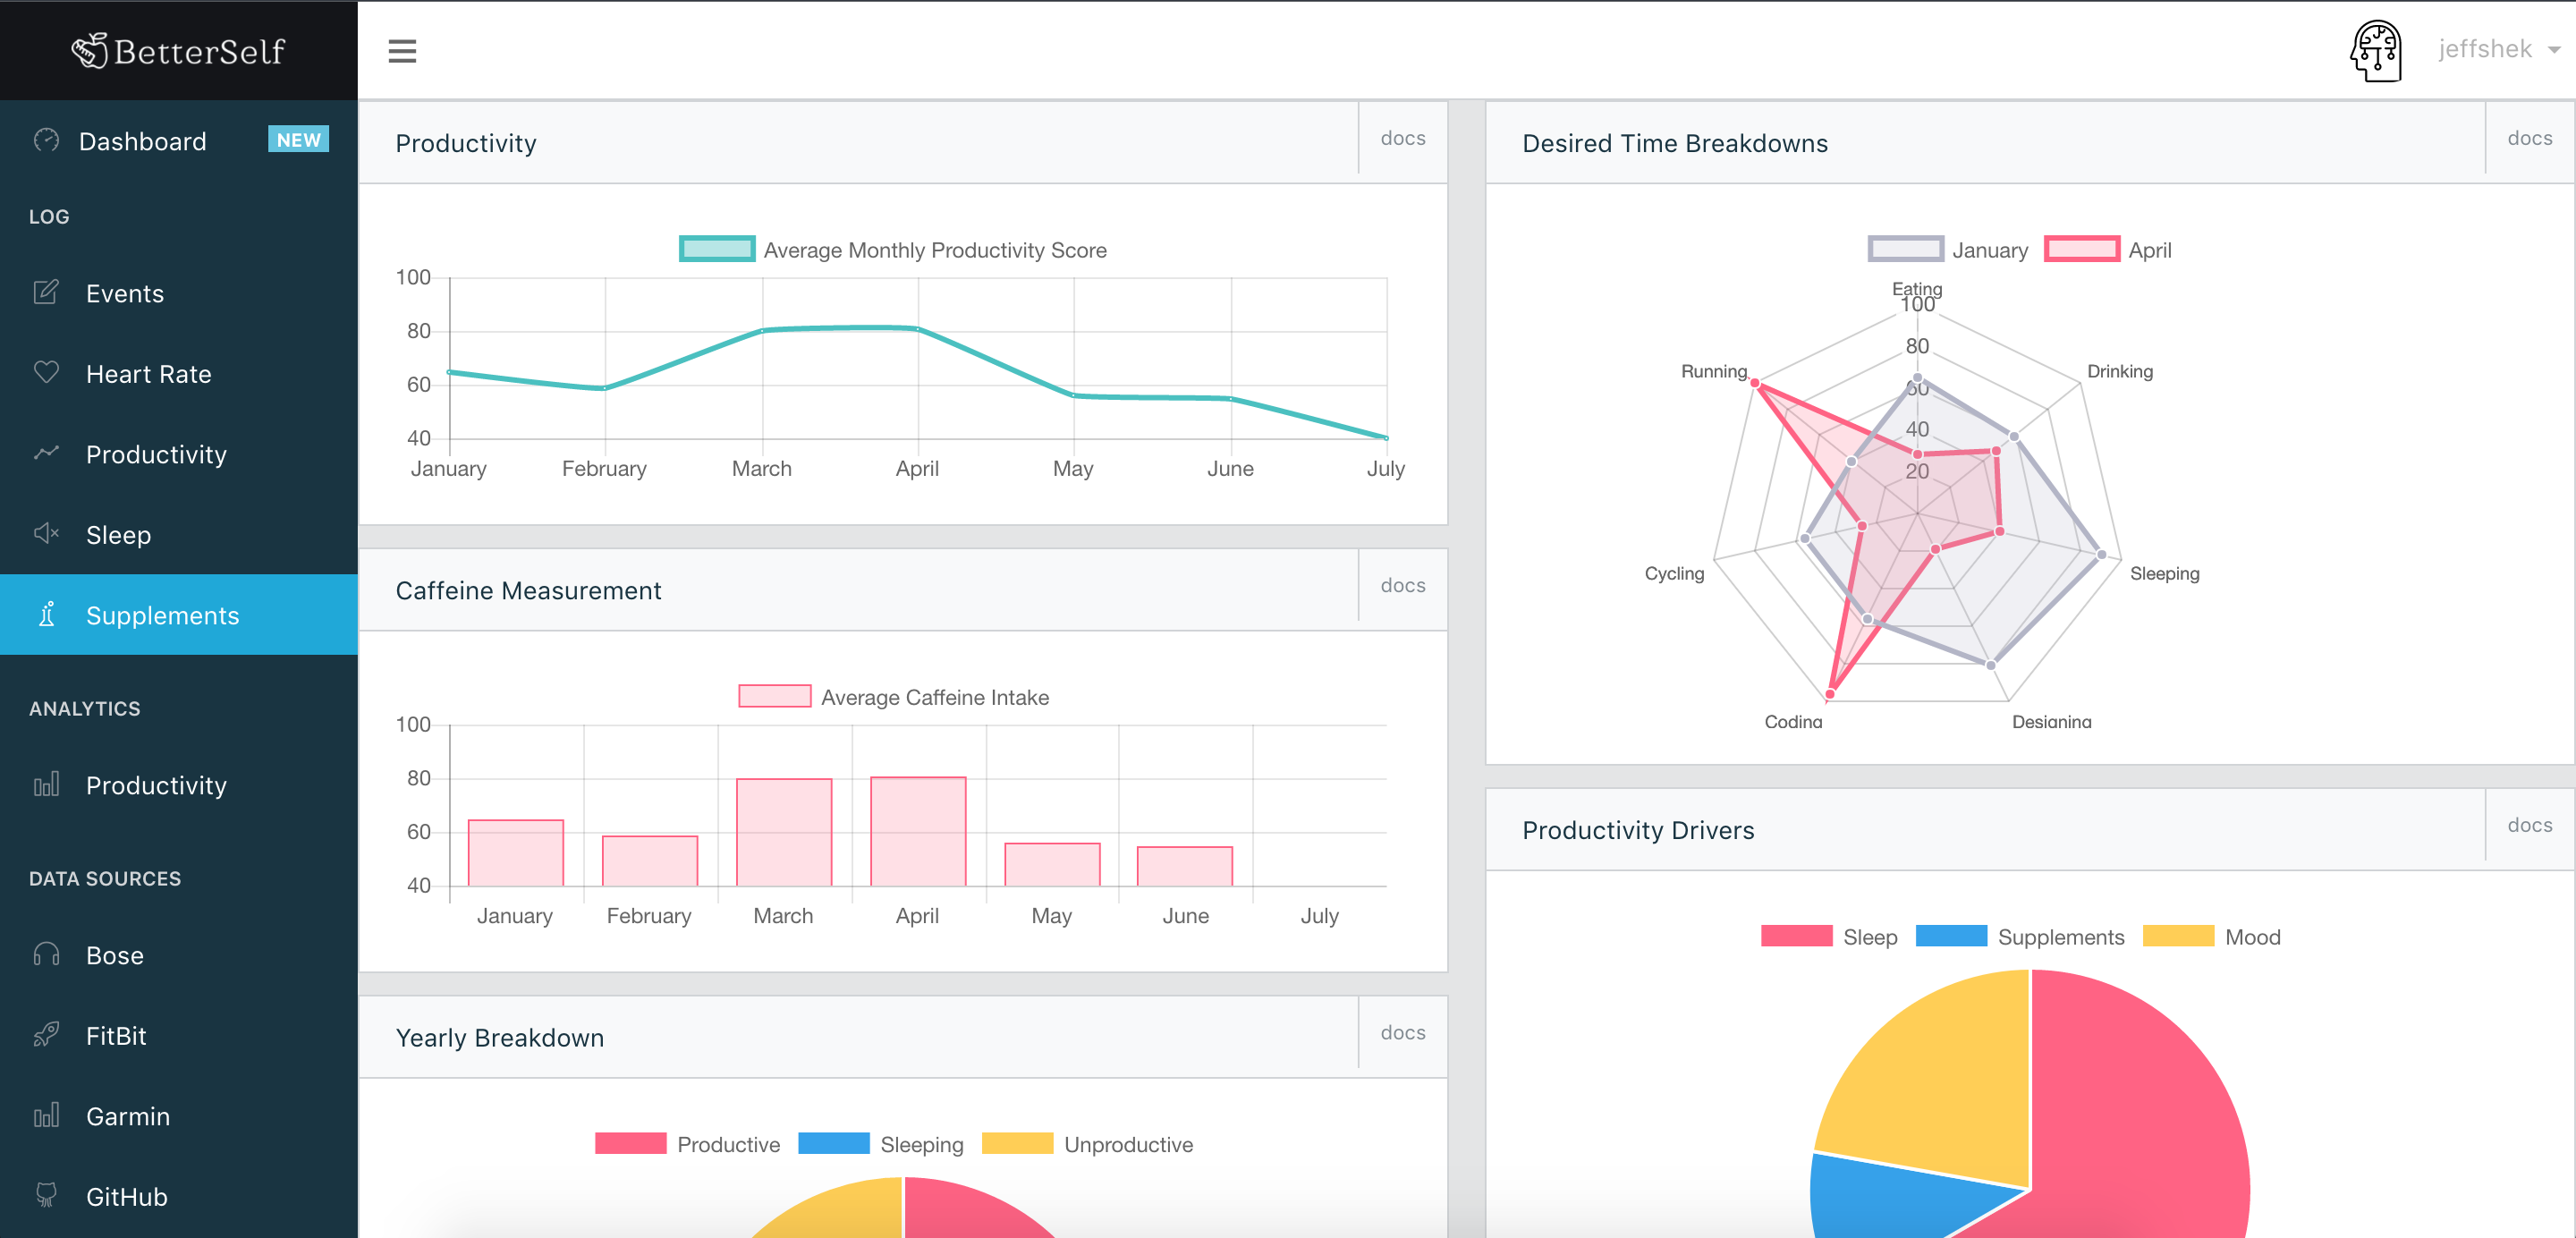 BetterSelf
jeffshek
Dashboard NEW
LOG
Events
Heart Rate
Productivity
Sleep
Supplements
ANALYTICS
Productivity
DATA SOURCES
Bose
FitBit
Garmin
GitHub
Productivity docs
Average Monthly Productivity Score
100
80
60
40
January February March April May June July
Caffeine Measurement docs
Average Caffeine Intake
100
80
60
40
January February March April May June July
Yearly Breakdown docs
Productive Sleeping Unproductive
Desired Time Breakdowns docs
January April
Eating
100
80
60
40
20
Running Drinking
Cycling Sleeping
Coding Designing
Productivity Drivers docs
Sleep Supplements Mood